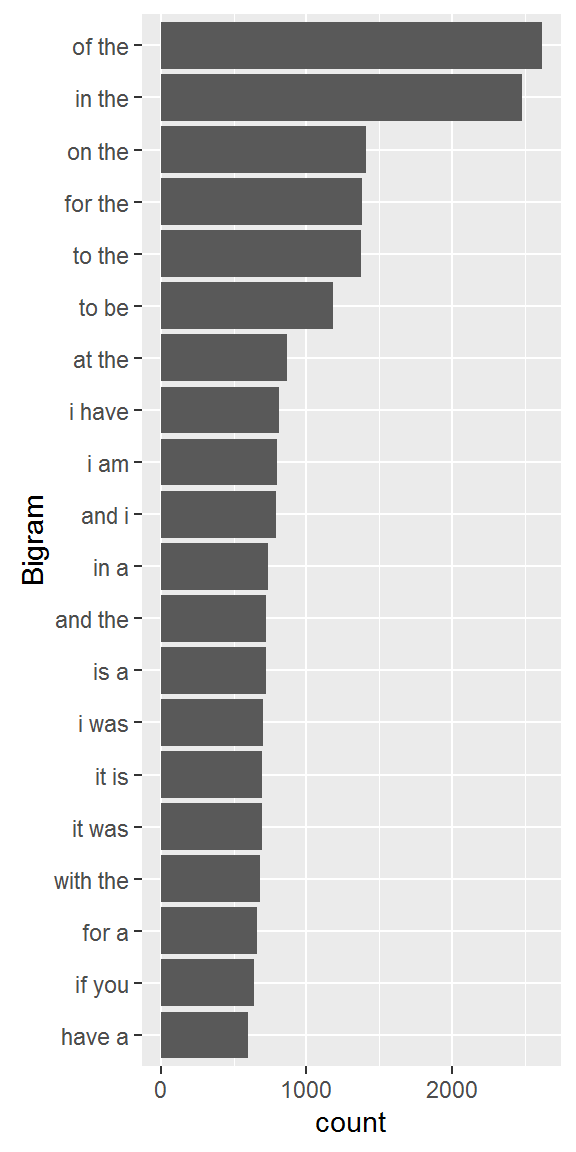 of the
in the
on the
for the
to the
to be
at the
i have
i am
and i
in a
and the
is a
i was
it is
it was
with the
for a
if you
have a
Bigram
0 1000 2000
count